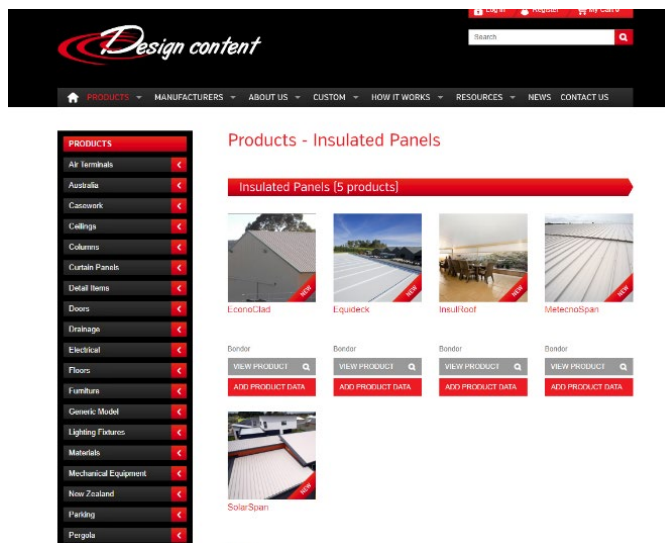 Log in Register My Cart
Design content
Search
PRODUCTS MANUFACTURERS ABOUT US CUSTOM HOW IT WORKS RESOURCES NEWS CONTACT US
PRODUCTS
Air Terminals
Australia
Casework
Ceilings
Columns
Curtain Panels
Detail Items
Doors
Drainage
Electrical
Floors
Furniture
Generic Model
Lighting Fixtures
Materials
Mechanical Equipment
New Zealand
Parking
Pergola
Products - Insulated Panels
Insulated Panels [5 products]
NEW NEW NEW NEW
EconoClad Equideck InsulRoof MetecnoSpan
Bondor Bondor Bondor Bondor
VIEW PRODUCT VIEW PRODUCT VIEW PRODUCT VIEW PRODUCT
ADD PRODUCT DATA ADD PRODUCT DATA ADD PRODUCT DATA ADD PRODUCT DATA
NEW
SolarSpan